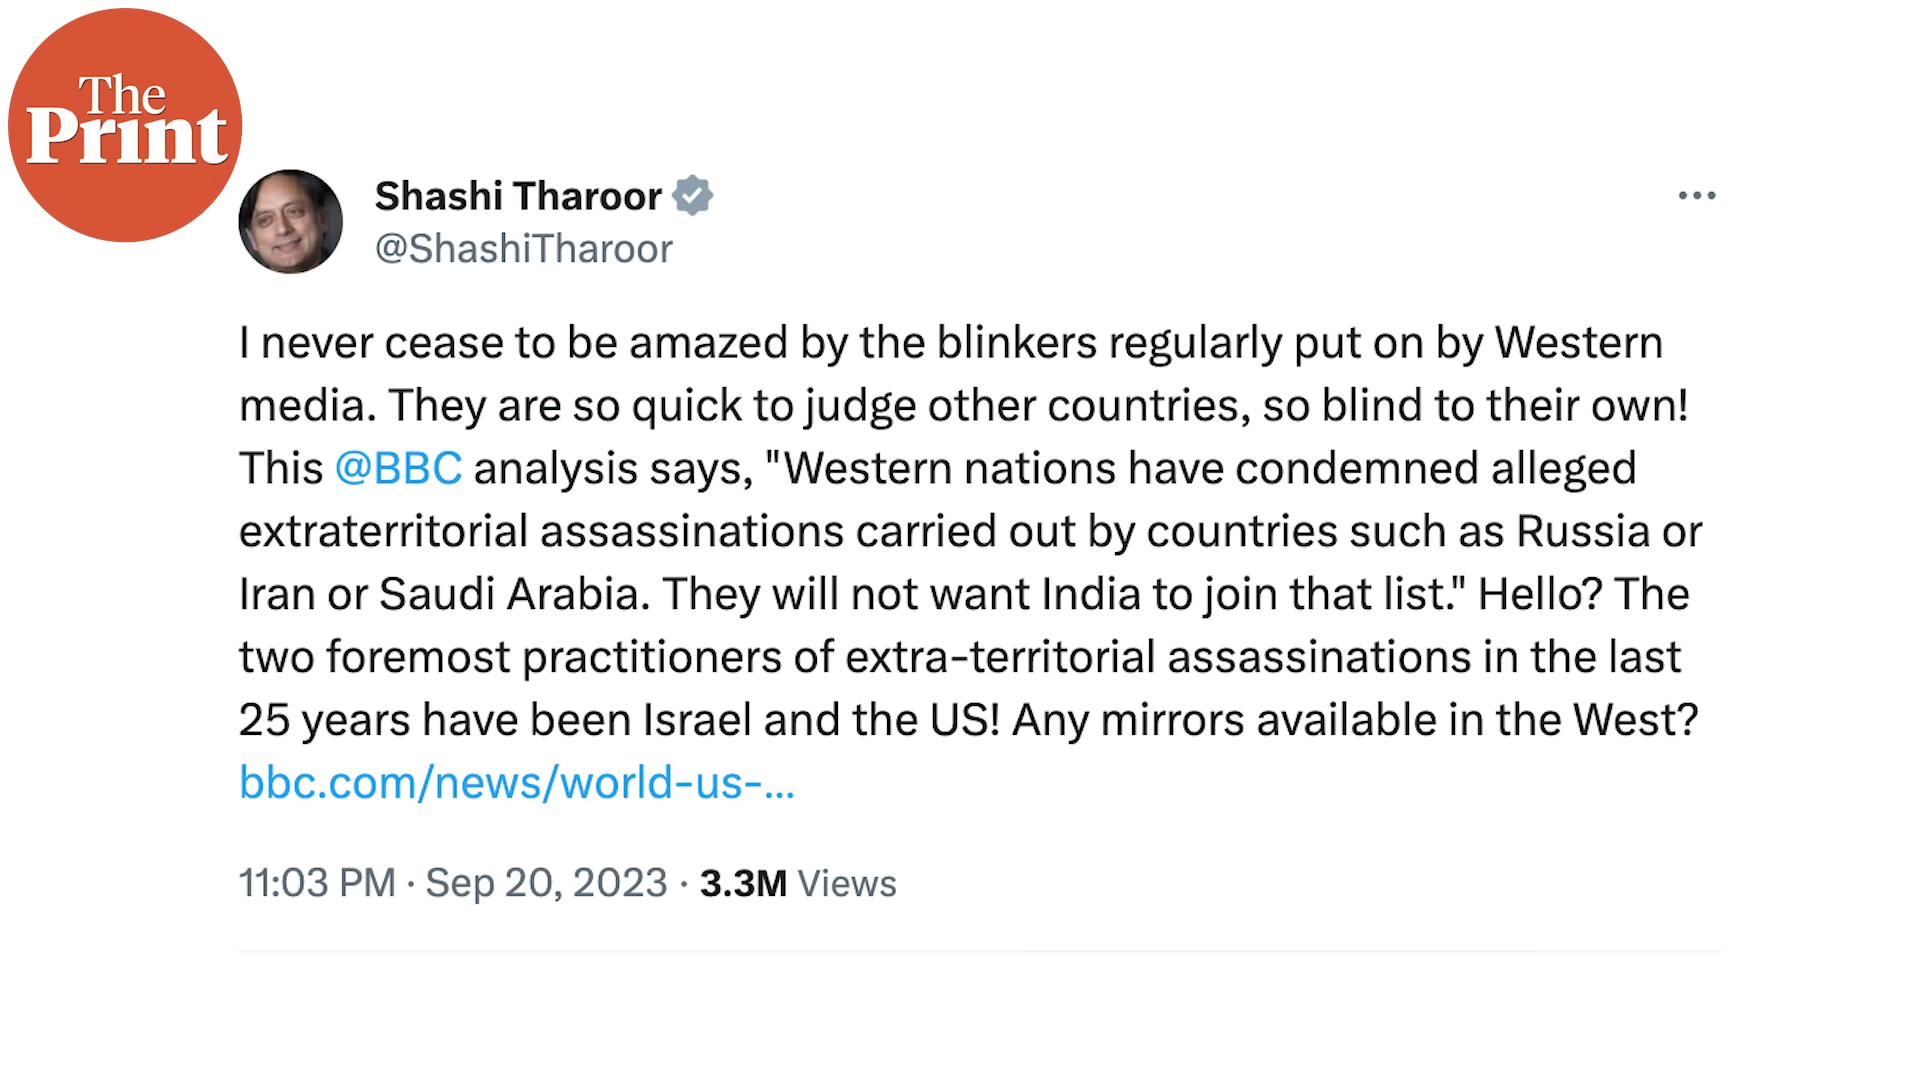 The
Print
Shashi Tharoor
@ShashiTharoor
I never cease to be amazed by the blinkers regularly put on by Western
media. They are so quick to judge other countries, so blind to their own!
This @BBC analysis says, "Western nations have condemned alleged
extraterritorial assassinations carried out by countries such as Russia or
Iran or Saudi Arabia. They will not want India to join that list." Hello? The
two foremost practitioners of extra-territorial assassinations in the last
25 years have been Israel and the US! Any mirrors available in the West?
bbc.com/news/world-us-...
11:03 PM · Sep 20, 2023 · 3.3M Views